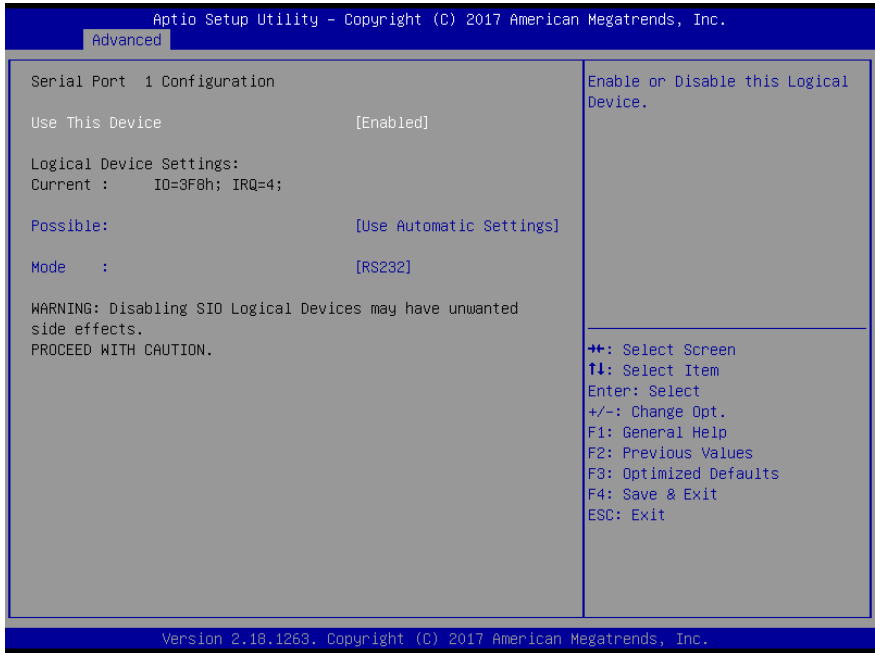 Aptio Setup Utility – Copyright (C) 2017 American Megatrends, Inc.
Advanced
Serial Port 1 Configuration
Use This Device [Enabled]
Logical Device Settings:
Current : IO=3F8h; IRQ=4;
Possible: [Use Automatic Settings]
Mode : [RS232]
WARNING: Disabling SIO Logical Devices may have unwanted
side effects.
PROCEED WITH CAUTION.
Enable or Disable this Logical
Device.
→←: Select Screen
↑↓: Select Item
Enter: Select
+/-: Change Opt.
F1: General Help
F2: Previous Values
F3: Optimized Defaults
F4: Save & Exit
ESC: Exit
Version 2.18.1263. Copyright (C) 2017 American Megatrends, Inc.